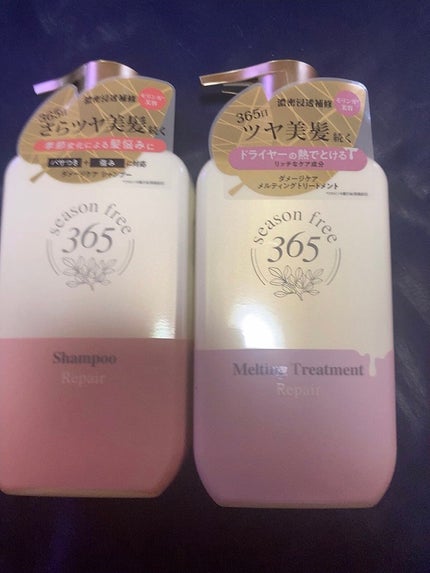 濃密浸透補修
365日
さらツヤ美髪続く
季節変化による髪悩みに
パサつき+傷みに対応
ダメージケア シャンプー
season free
365
Shampoo
Repair
濃密浸透補修
365日
ツヤ美髪続く
ドライヤーの熱でとける
リッチなケア成分
ダメージケア
メルティングトリートメント
season free
365
Melting Treatment
Repair